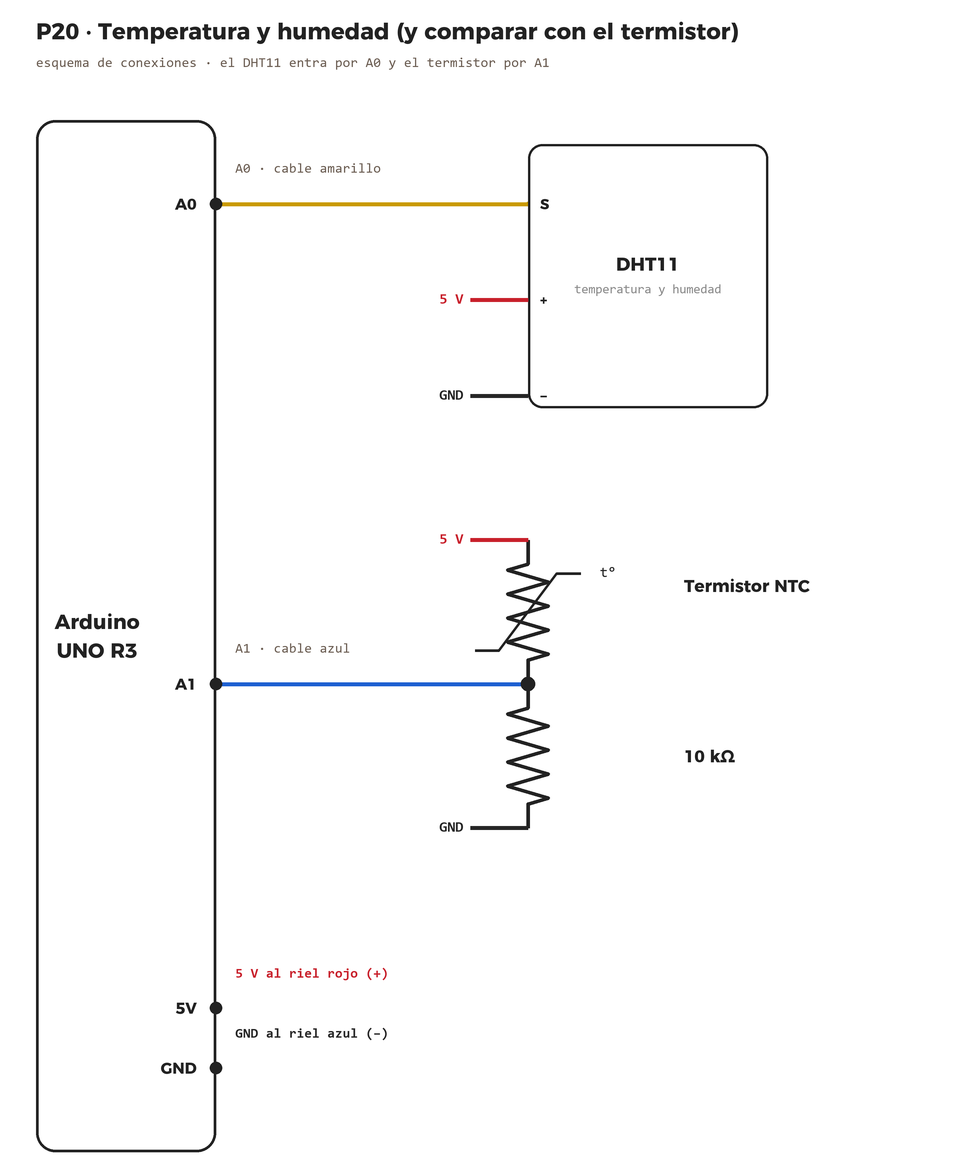 P20 · Temperatura y humedad (y comparar con el termistor)
esquema de conexiones · el DHT11 entra por A0 y el termistor por A1
A0 · cable amarillo
A0
S
DHT11
temperatura y humedad
5 V
+
GND
−
5 V
t°
Termistor NTC
Arduino
UNO R3
A1 · cable azul
A1
10 kΩ
GND
5 V al riel rojo (+)
5V
GND al riel azul (−)
GND